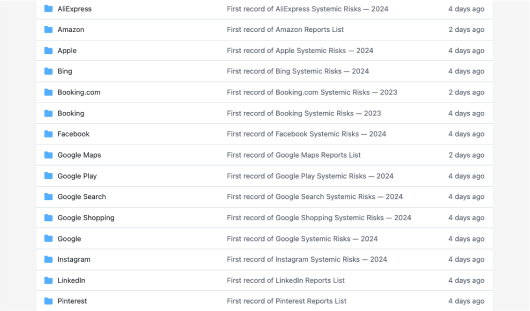 AliExpress First record of AliExpress Systemic Risks — 2024 4 days ago
Amazon First record of Amazon Reports List 2 days ago
Apple First record of Apple Systemic Risks — 2024 4 days ago
Bing First record of Bing Systemic Risks — 2024 4 days ago
Booking.com First record of Booking.com Systemic Risks — 2023 2 days ago
Booking First record of Booking Systemic Risks — 2023 4 days ago
Facebook First record of Facebook Systemic Risks — 2024 4 days ago
Google Maps First record of Google Maps Reports List 2 days ago
Google Play First record of Google Play Systemic Risks — 2024 4 days ago
Google Search First record of Google Search Systemic Risks — 2024 4 days ago
Google Shopping First record of Google Shopping Systemic Risks — 2024 4 days ago
Google First record of Google Systemic Risks — 2024 4 days ago
Instagram First record of Instagram Systemic Risks — 2024 4 days ago
LinkedIn First record of LinkedIn Reports List 4 days ago
Pinterest First record of Pinterest Reports List 4 days ago